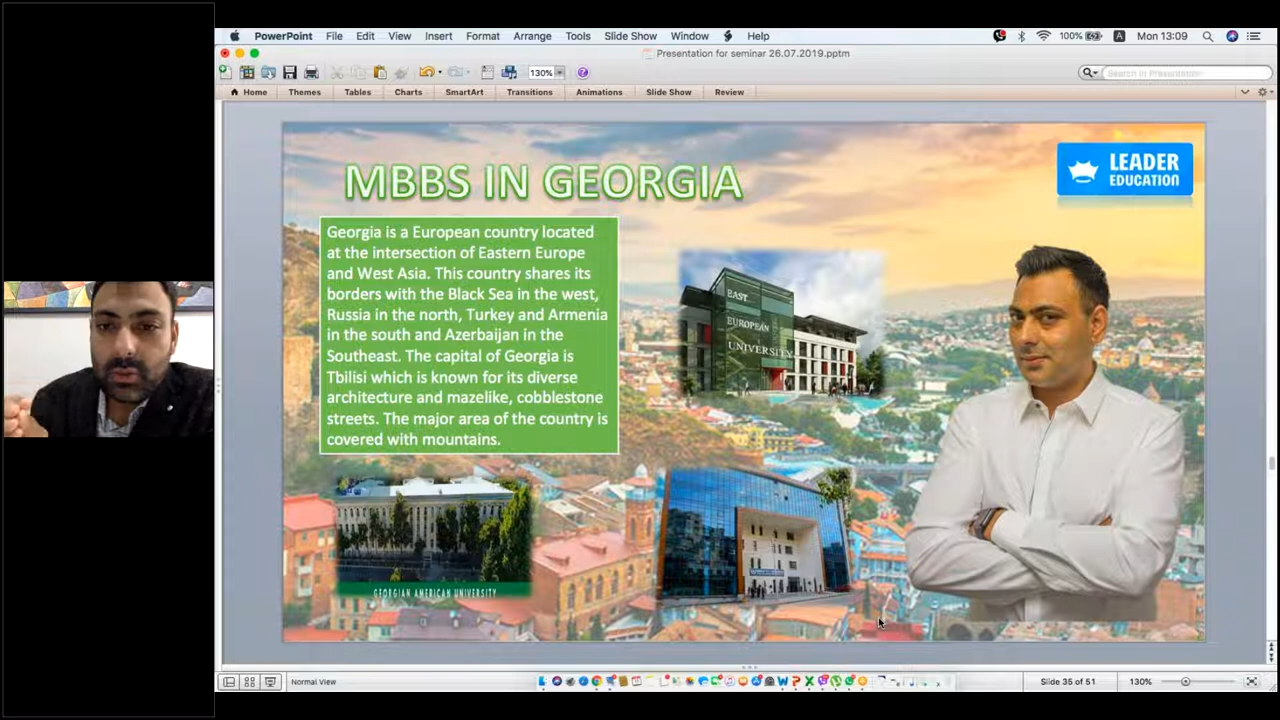 PowerPoint File Edit View Insert Format Arrange Tools Slide Show Window Help
100% A Mon 13:09
Presentation for seminar 26.07.2019.pptm
130%
Search in Presentation
Home Themes Tables Charts SmartArt Transitions Animations Slide Show Review
MBBS IN GEORGIA
LEADER
EDUCATION
Georgia is a European country located
at the intersection of Eastern Europe
and West Asia. This country shares its
borders with the Black Sea in the west,
Russia in the north, Turkey and Armenia
in the south and Azerbaijan in the
Southeast. The capital of Georgia is
Tbilisi which is known for its diverse
architecture and mazelike, cobblestone
streets. The major area of the country is
covered with mountains.
EAST
EUROPEAN
UNIVERSITY
GEORGIAN AMERICAN UNIVERSITY
Normal View
Slide 35 of 51
130%